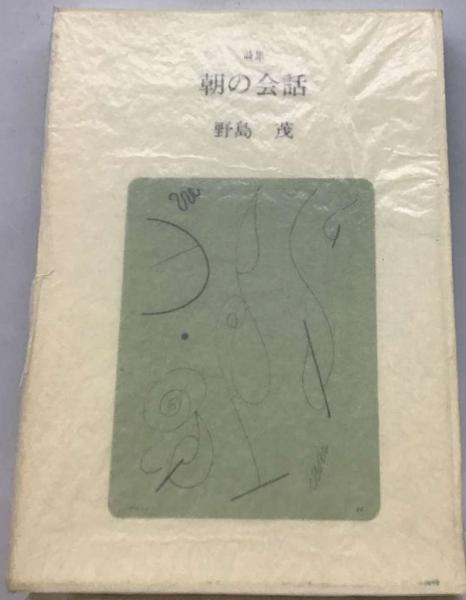 詩集
朝の会話
野島 茂